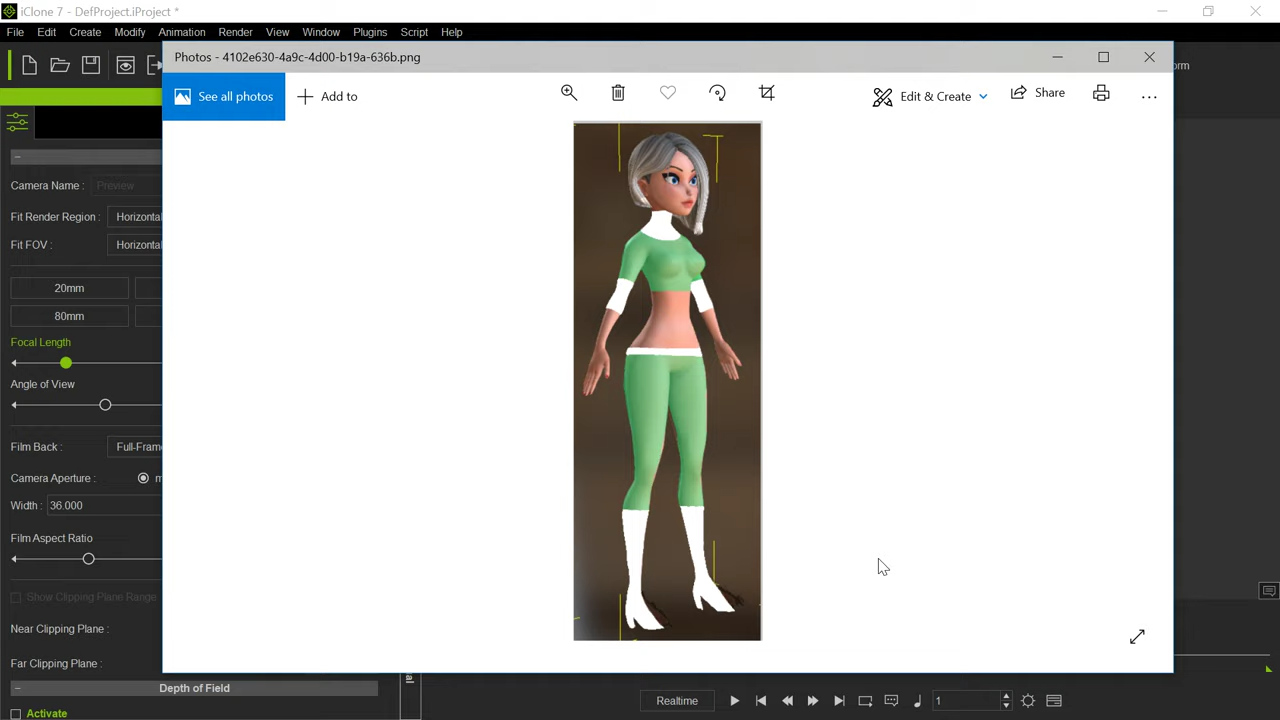 iClone 7 - DefProject.iProject *
File Edit Create Modify Animation Render View Window Plugins Script Help
Photos - 4102e630-4a9c-4d00-b19a-636b.png
See all photos Add to Edit & Create Share
Camera Name : Preview
Fit Render Region : Horizontal
Fit FOV : Horizontal
20mm
80mm
Focal Length
Angle of View
Film Back : Full-Frame
Camera Aperture :
Width : 36.000
Film Aspect Ratio
Show Clipping Plane Range
Near Clipping Plane :
Far Clipping Plane :
Depth of Field
Activate
Realtime 1